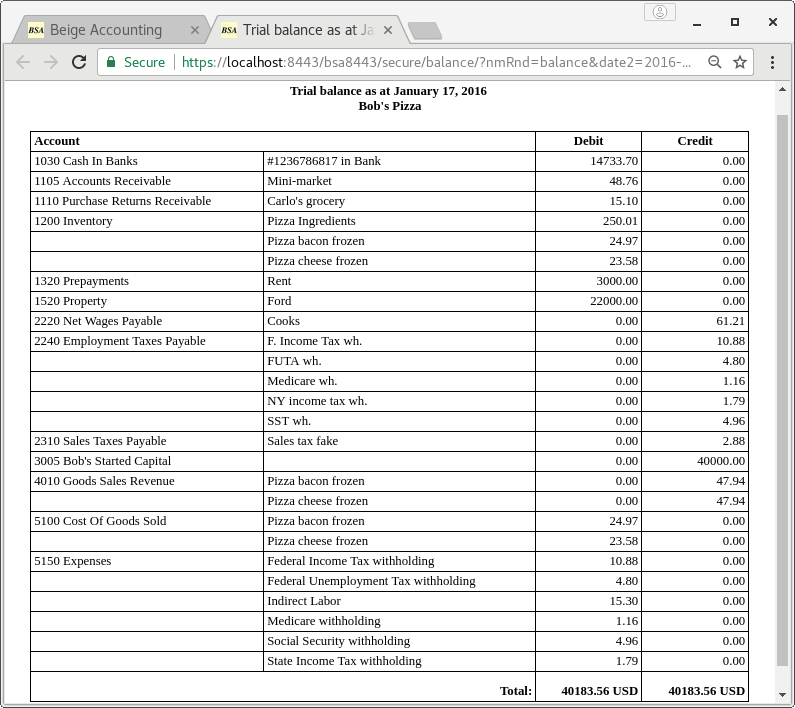 BSA Beige Accounting
BSA Trial balance as at Ja
Secure https://localhost:8443/bsa8443/secure/balance/?nmRnd=balance&date2=2016-...
Trial balance as at January 17, 2016
Bob's Pizza
Account Debit Credit
1030 Cash In Banks #1236786817 in Bank 14733.70 0.00
1105 Accounts Receivable Mini-market 48.76 0.00
1110 Purchase Returns Receivable Carlo's grocery 15.10 0.00
1200 Inventory Pizza Ingredients 250.01 0.00
Pizza bacon frozen 24.97 0.00
Pizza cheese frozen 23.58 0.00
1320 Prepayments Rent 3000.00 0.00
1520 Property Ford 22000.00 0.00
2220 Net Wages Payable Cooks 0.00 61.21
2240 Employment Taxes Payable F. Income Tax wh. 0.00 10.88
FUTA wh. 0.00 4.80
Medicare wh. 0.00 1.16
NY income tax wh. 0.00 1.79
SST wh. 0.00 4.96
2310 Sales Taxes Payable Sales tax fake 0.00 2.88
3005 Bob's Started Capital 0.00 40000.00
4010 Goods Sales Revenue Pizza bacon frozen 0.00 47.94
Pizza cheese frozen 0.00 47.94
5100 Cost Of Goods Sold Pizza bacon frozen 24.97 0.00
Pizza cheese frozen 23.58 0.00
5150 Expenses Federal Income Tax withholding 10.88 0.00
Federal Unemployment Tax withholding 4.80 0.00
Indirect Labor 15.30 0.00
Medicare withholding 1.16 0.00
Social Security withholding 4.96 0.00
State Income Tax withholding 1.79 0.00
Total: 40183.56 USD 40183.56 USD